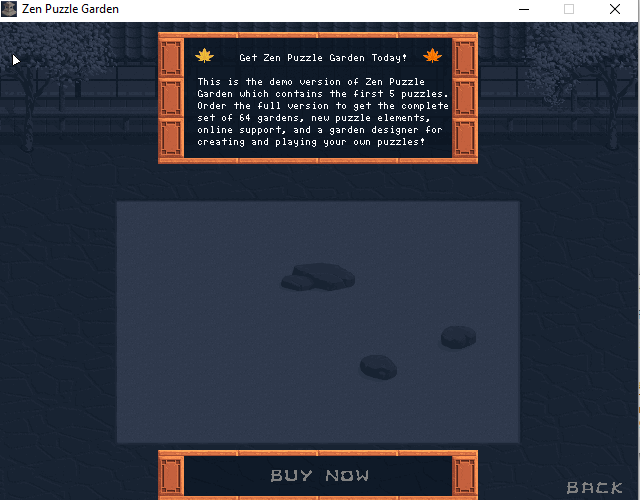 Zen Puzzle Garden
Get Zen Puzzle Garden Today!
This is the demo version of Zen Puzzle
Garden which contains the first 5 puzzles.
Order the full version to get the complete
set of 64 gardens, new puzzle elements,
online support, and a garden designer for
creating and playing your own puzzles!
BUY NOW
BACK